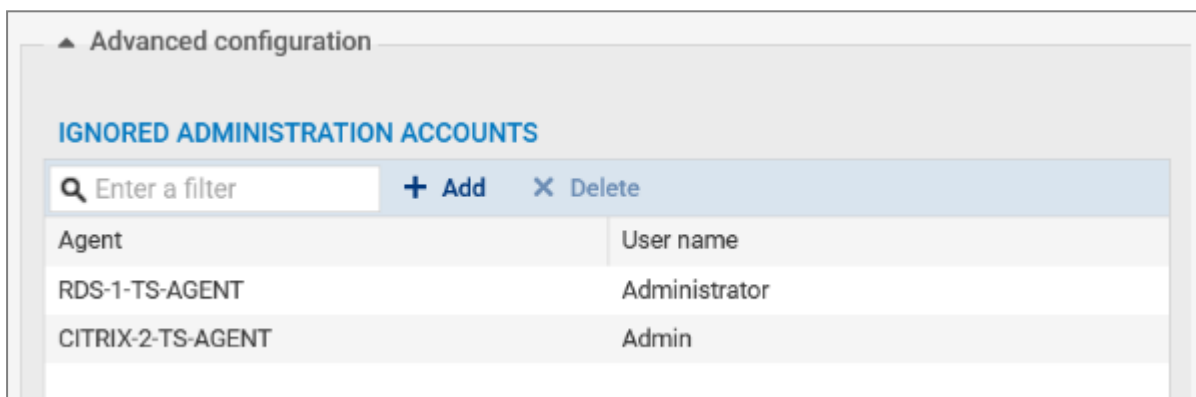 Advanced configuration
IGNORED ADMINISTRATION ACCOUNTS
Enter a filter + Add × Delete
Agent User name
RDS-1-TS-AGENT Administrator
CITRIX-2-TS-AGENT Admin